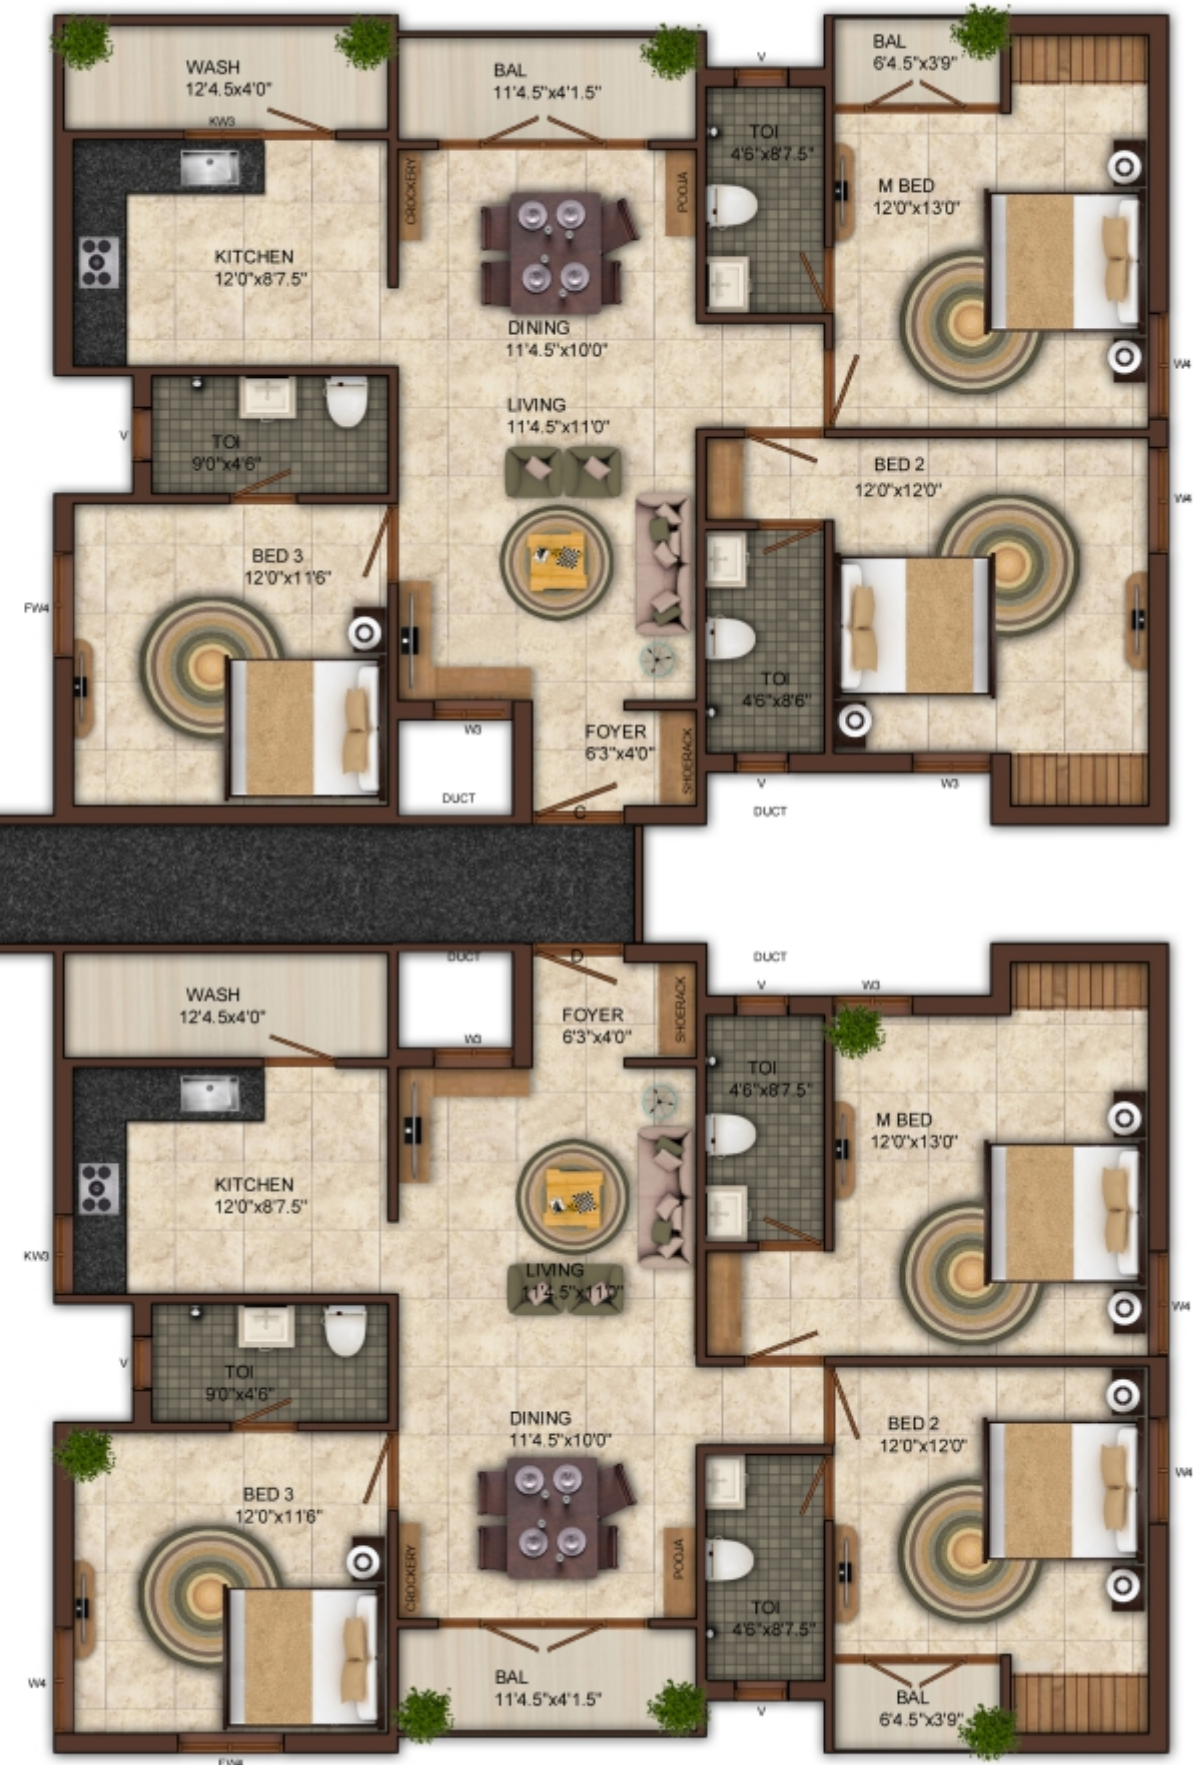 WASH
12'4.5x4'0"
KW3
BAL
11'4.5"x4'1.5"
V
BAL
6'4.5"x3'9"
CROCKERY
POOJA
TOI
4'6"x8'7.5"
M BED
12'0"x13'0"
KITCHEN
12'0"x8'7.5"
DINING
11'4.5"x10'0"
W4
LIVING
11'4.5"x11'0"
V
TOI
9'0"x4'6"
BED 2
12'0"x12'0"
W4
BED 3
12'0"x11'6"
FW4
TOI
4'6"x8'6"
W3
FOYER
6'3"x4'0"
SHOERACK
DUCT
C
V
W3
DUCT
DUCT
D
DUCT
V
W3
WASH
12'4.5x4'0"
FOYER
6'3"x4'0"
SHOERACK
W3
TOI
4'6"x8'7.5"
M BED
12'0"x13'0"
KITCHEN
12'0"x8'7.5"
KW3
LIVING
11'4.5"x11'0"
W4
V
TOI
9'0"x4'6"
DINING
11'4.5"x10'0"
BED 2
12'0"x12'0"
W4
BED 3
12'0"x11'6"
CROCKERY
POOJA
TOI
4'6"x8'7.5"
W4
BAL
11'4.5"x4'1.5"
V
BAL
6'4.5"x3'9"